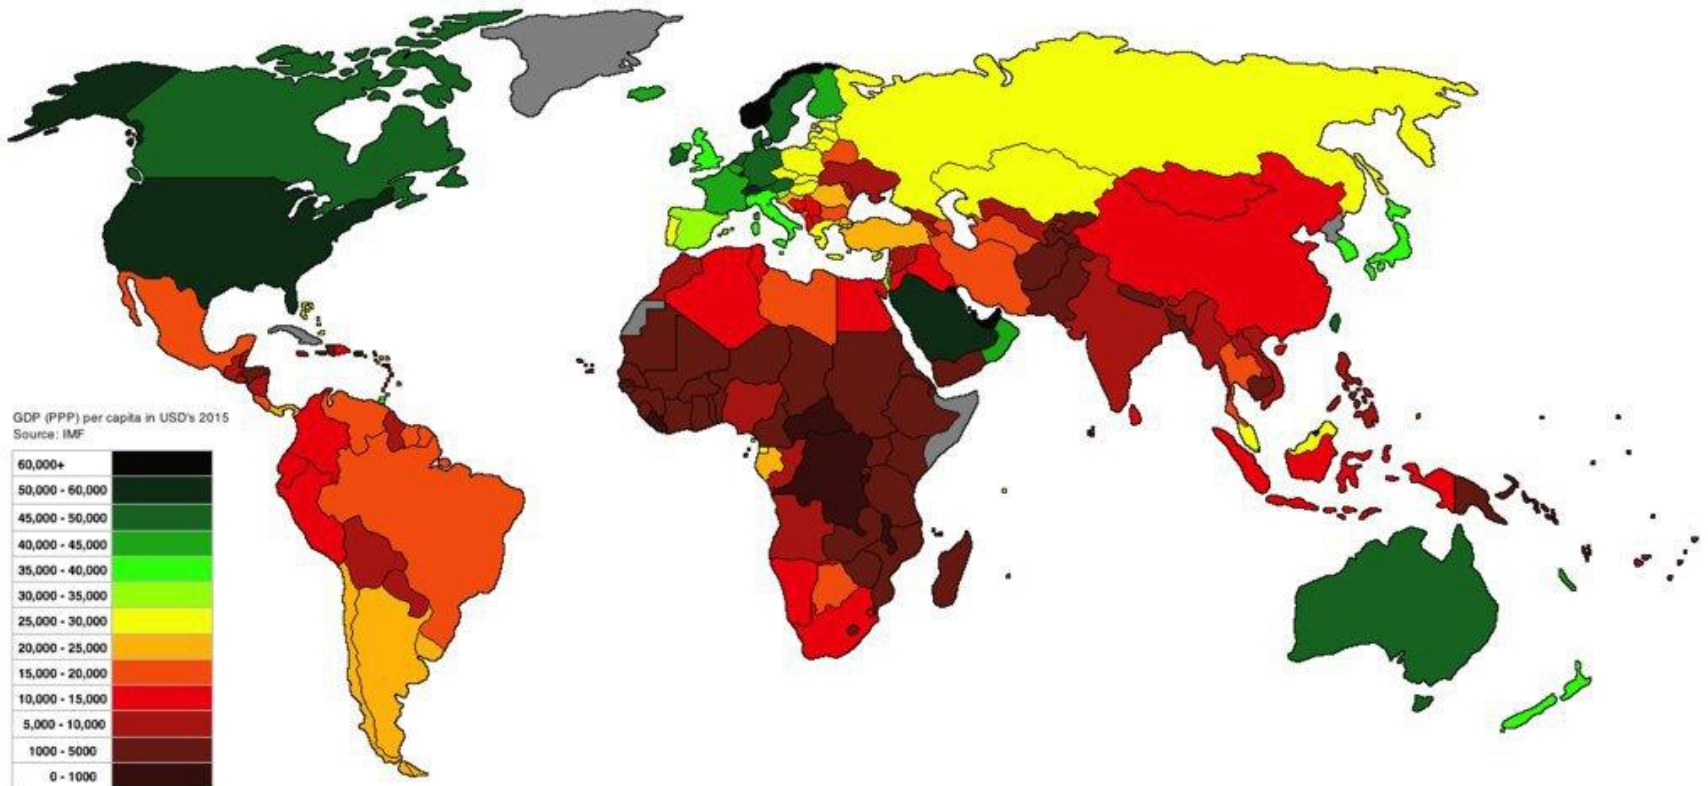 GDP (PPP) per capita in USD's 2015
Source: IMF
60,000+
50,000 - 60,000
45,000 - 50,000
40,000 - 45,000
35,000 - 40,000
30,000 - 35,000
25,000 - 30,000
20,000 - 25,000
15,000 - 20,000
10,000 - 15,000
5,000 - 10,000
1000 - 5000
0 - 1000